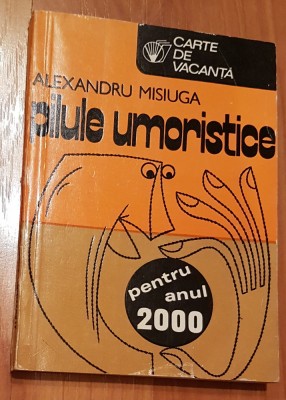 CARTE
DE
VACANȚĂ
ALEXANDRU MISIUGA
pilule umoristice
pentru
anul
2000